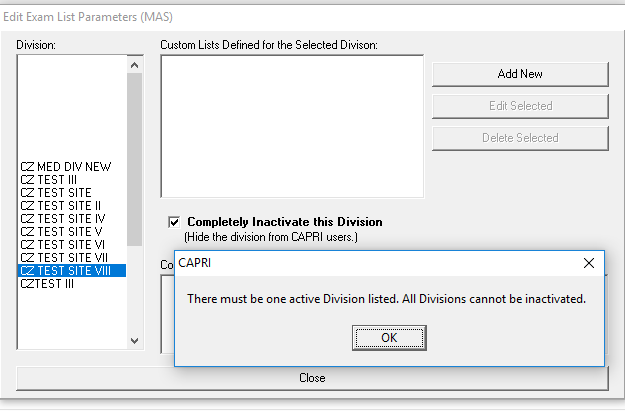 Edit Exam List Parameters (MAS)
Division:
Custom Lists Defined for the Selected Divison:
CZ MED DIV NEW
CZ TEST III
CZ TEST SITE
CZ TEST SITE II
CZ TEST SITE IV
CZ TEST SITE V
CZ TEST SITE VI
CZ TEST SITE VII
CZ TEST SITE VIII
CZTEST III
Add New
Edit Selected
Delete Selected
Completely Inactivate this Division
(Hide the division from CAPRI users.)
Co
CAPRI
There must be one active Division listed. All Divisions cannot be inactivated.
OK
Close